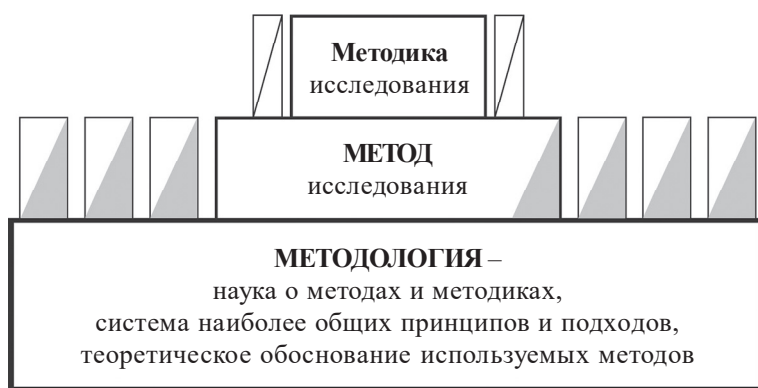 Методика
исследования
МЕТОД
исследования
МЕТОДОЛОГИЯ –
наука о методах и методиках,
система наиболее общих принципов и подходов,
теоретическое обоснование используемых методов